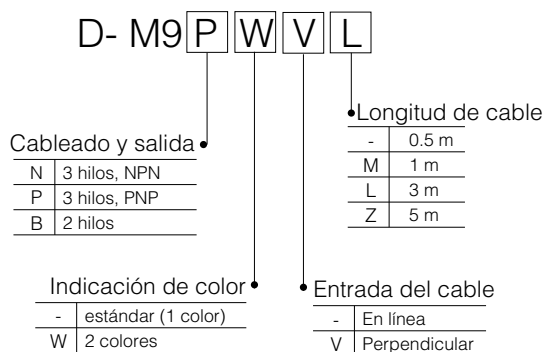 D- M9 P W V L
Longitud de cable
- 0.5 m
M 1 m
L 3 m
Z 5 m
Cableado y salida
N 3 hilos, NPN
P 3 hilos, PNP
B 2 hilos
Indicación de color
- estándar (1 color)
W 2 colores
Entrada del cable
- En línea
V Perpendicular